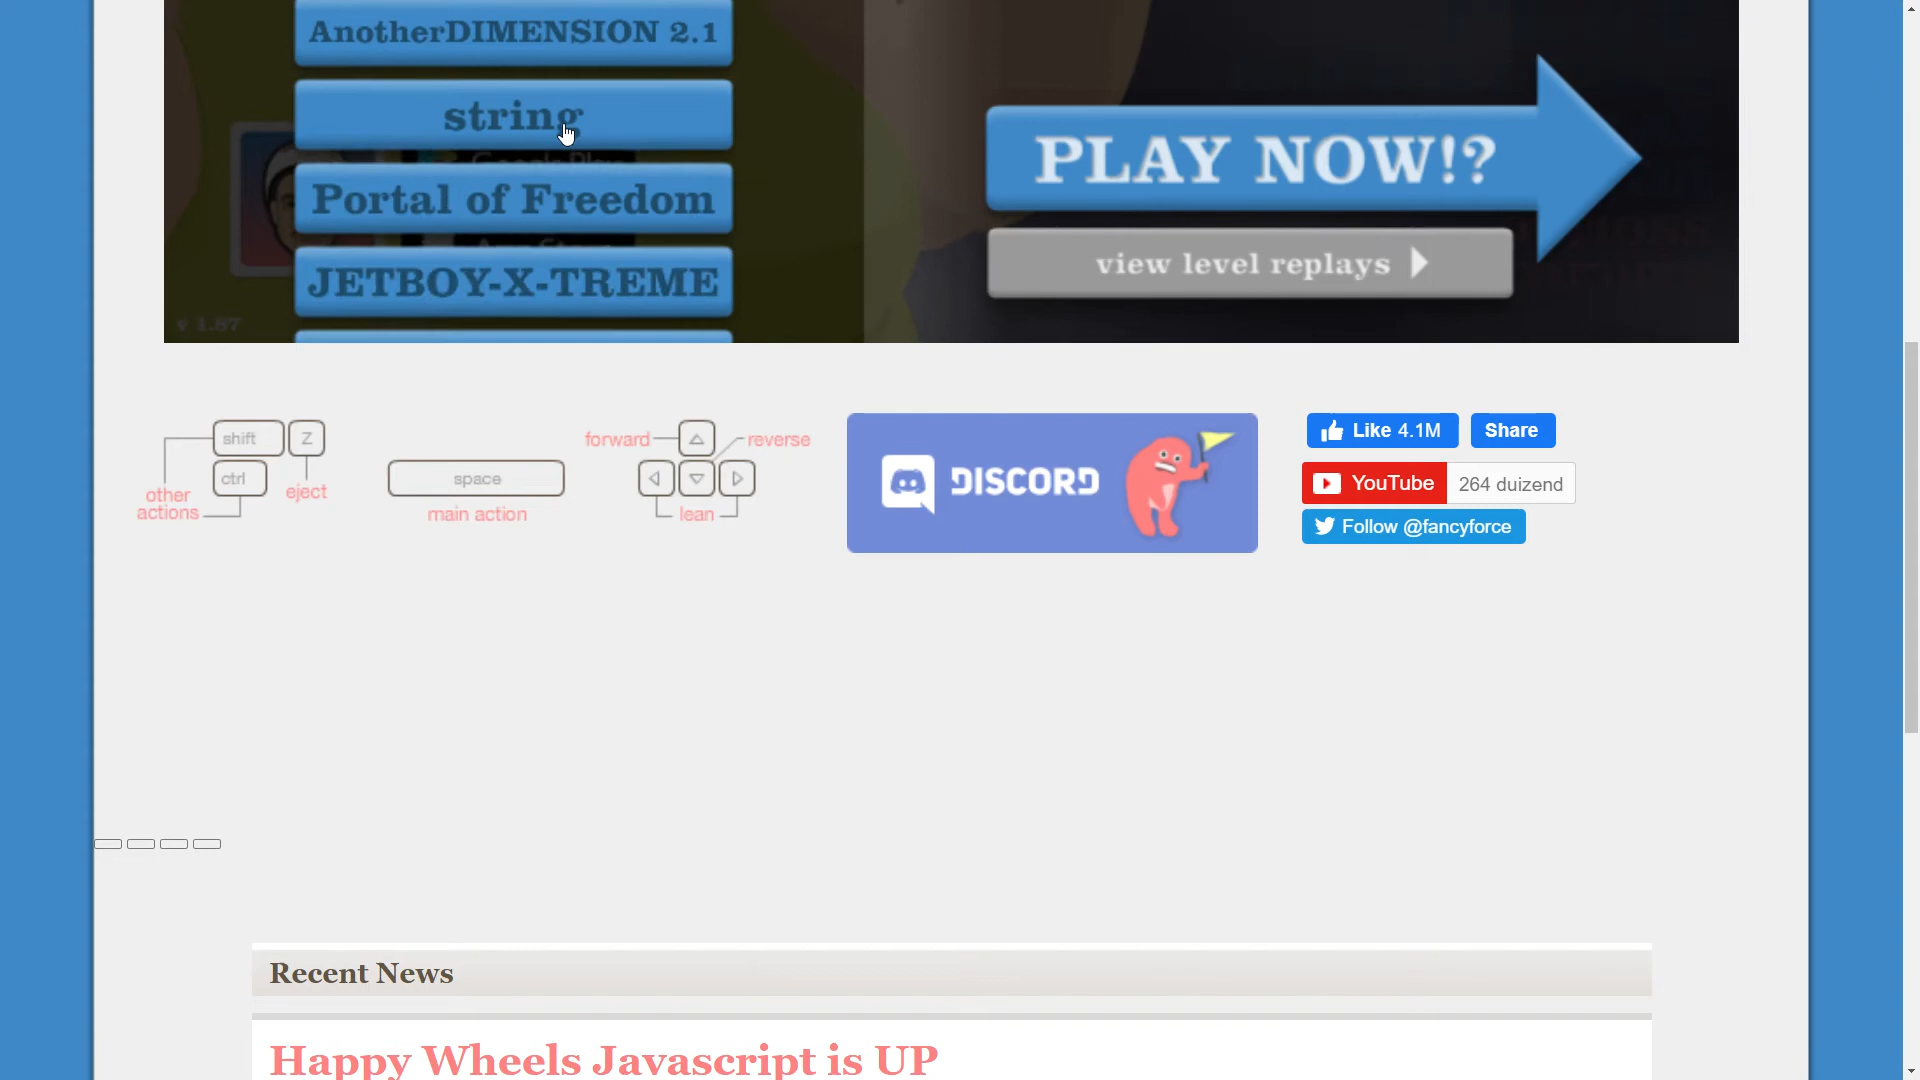 AnotherDIMENSION 2.1
string
Google Play
Portal of Freedom
JETBOY-X-TREME
v 1.87
PLAY NOW!?
view level replays
shift
Z
ctrl
other
actions
eject
space
main action
forward
reverse
lean
DISCORD
Like 4.1M
Share
YouTube
264 duizend
Follow @fancyforce
Recent News
Happy Wheels Javascript is UP